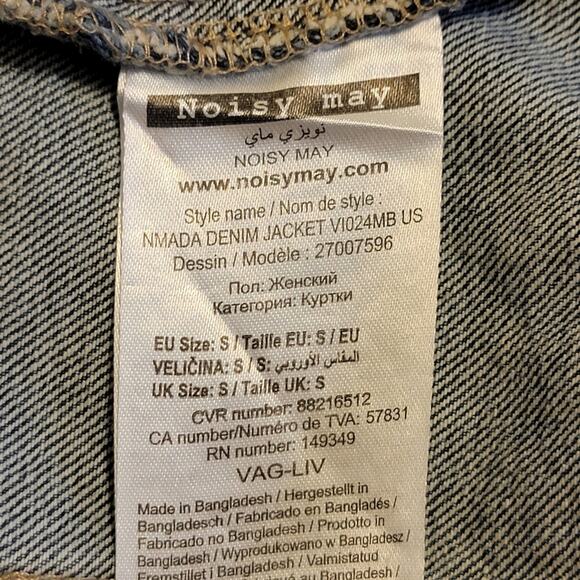 Noisy may
نويزي ماي
NOISY MAY
www.noisymay.com
Style name / Nom de style :
NMADA DENIM JACKET VI024MB US
Dessin / Modèle : 27007596
Пол: Женский
Категория: Куртки
EU Size: S / Taille EU: S / EU
VELIČINA: S / S: المقاس الأوروبي
UK Size: S / Taille UK: S
CVR number: 88216512
CA number/Numéro de TVA: 57831
RN number: 149349
VAG-LIV
Made in Bangladesh / Hergestellt in
Bangladesch / Fabricado en Bangladés /
Fabricado no Bangladesh / Prodotto in
Bangladesh / Wyprodukowano w Bangladesz /
Fremstillet i Bangladesh / Valmistatud
au Bangladesh /